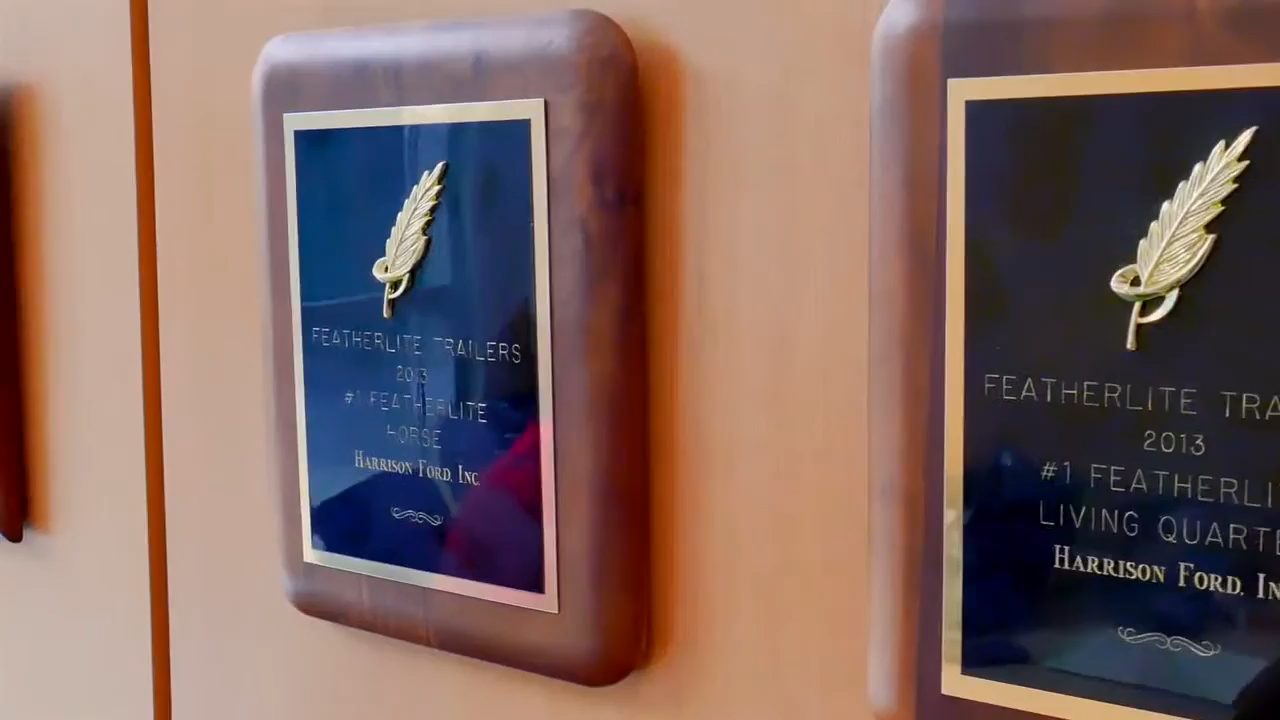 FEATHERLITE TRAILERS
2013
#1 FEATHERLITE
HORSE
HARRISON FORD, INC.
FEATHERLITE
2013
#1
LIVING
HARRISON FORD,